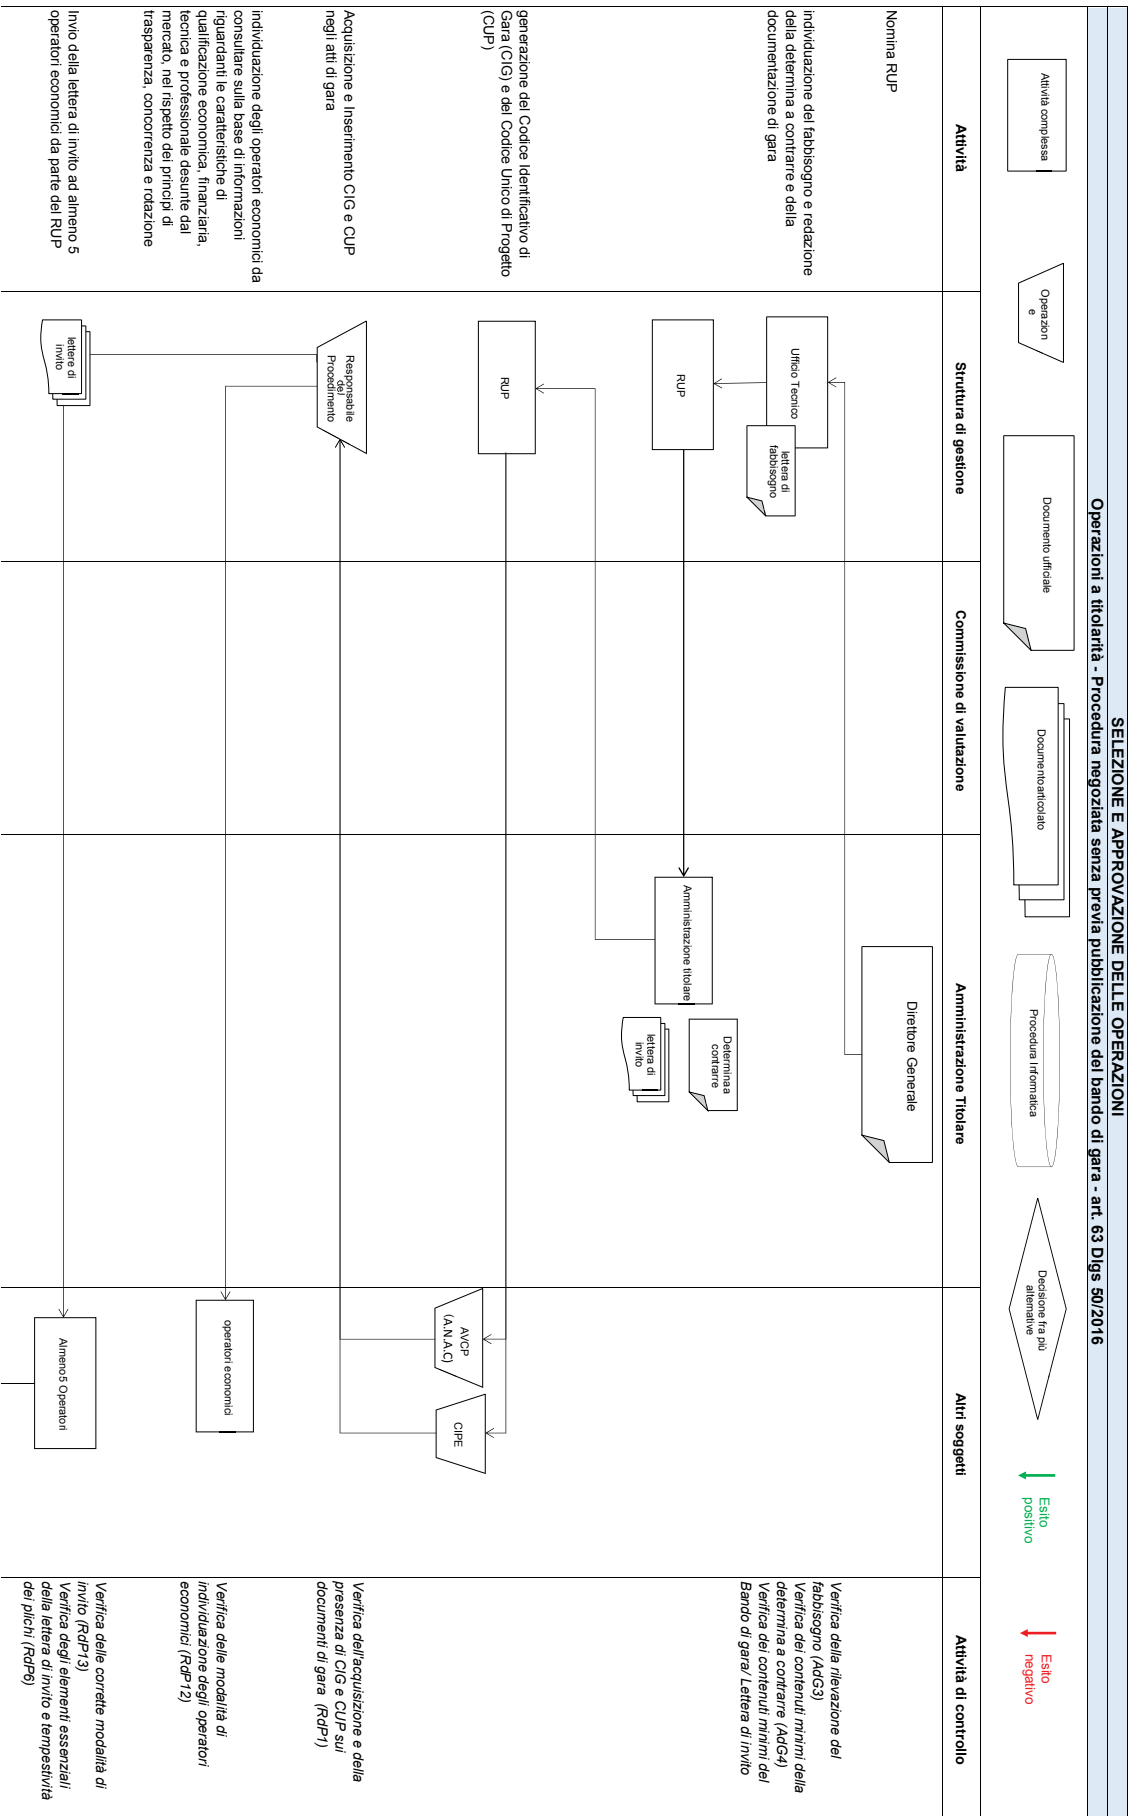 SELEZIONE E APPROVAZIONE DELLE OPERAZIONI
Operazioni a titolarità - Procedura negoziata senza previa pubblicazione del bando di gara - art. 63 Dlgs 50/2016
Attività complessa
Operazion
e
Documento ufficiale
Documento articolato
Procedura Informatica
Decisione fra più
alternative
Esito
positivo
Esito
negativo
Attività
Struttura di gestione
Commissione di valutazione
Amministrazione Titolare
Altri soggetti
Attività di controllo
Nomina RUP
Direttore Generale
individuazione del fabbisogno e redazione
della determina a contrarre e della
documentazione di gara
Ufficio Tecnico
lettera di
fabbisogno
RUP
Amministrazione titolare
Determina a
contrarre
lettera di
invito
Verifica della rilevazione del
fabbisogno (AdG3)
Verifica dei contenuti minimi della
determina a contrarre (AdG4)
Verifica dei contenuti minimi del
Bando di gara/ Lettera di invito
generazione del Codice Identificativo di
Gara (CIG) e del Codice Unico di Progetto
(CUP)
RUP
AVCP
(A.N.A.C)
CIPE
Acquisizione e Inserimento CIG e CUP
negli atti di gara
Responsabile
del
Procedimento
Verifica dell'acquisizione e della
presenza di CIG e CUP sui
documenti di gara (RdP1)
individuazione degli operatori economici da
consultare sulla base di informazioni
riguardanti le caratteristiche di
qualificazione economica, finanziaria,
tecnica e professionale desunte dal
mercato, nel rispetto dei principi di
trasparenza, concorrenza e rotazione
operatori economici
Verifica delle modalità di
individuazione degli operatori
economici (RdP12)
Invio della lettera di invito ad almeno 5
operatori economici da parte del RUP
lettere di
invito
Almeno 5 Operatori
Verifica delle corrette modalità di
invito (RdP13)
Verifica degli elementi essenziali
della lettera di invito e tempestività
dei plichi (RdP6)